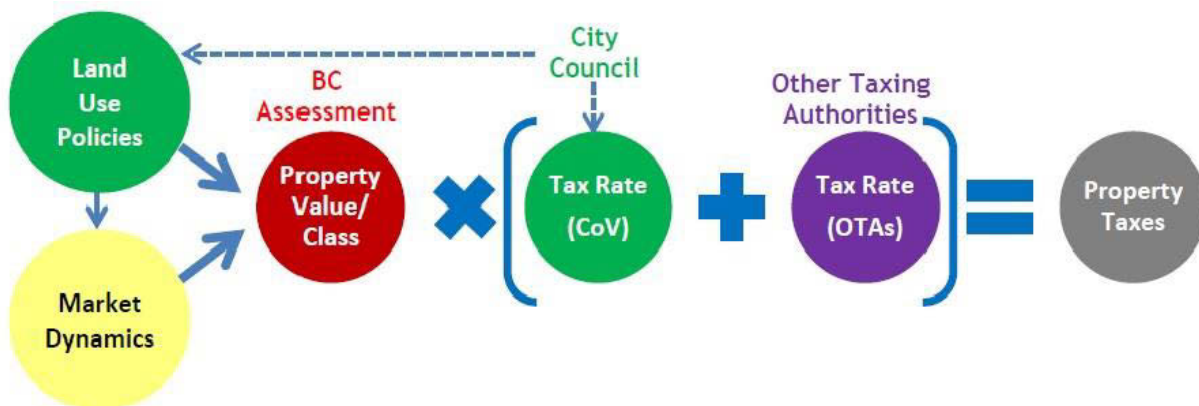 Land
Use
Policies
Market
Dynamics
BC
Assessment
Property
Value/
Class
City
Council
Tax Rate
(CoV)
Other Taxing
Authorities
Tax Rate
(OTAs)
Property
Taxes